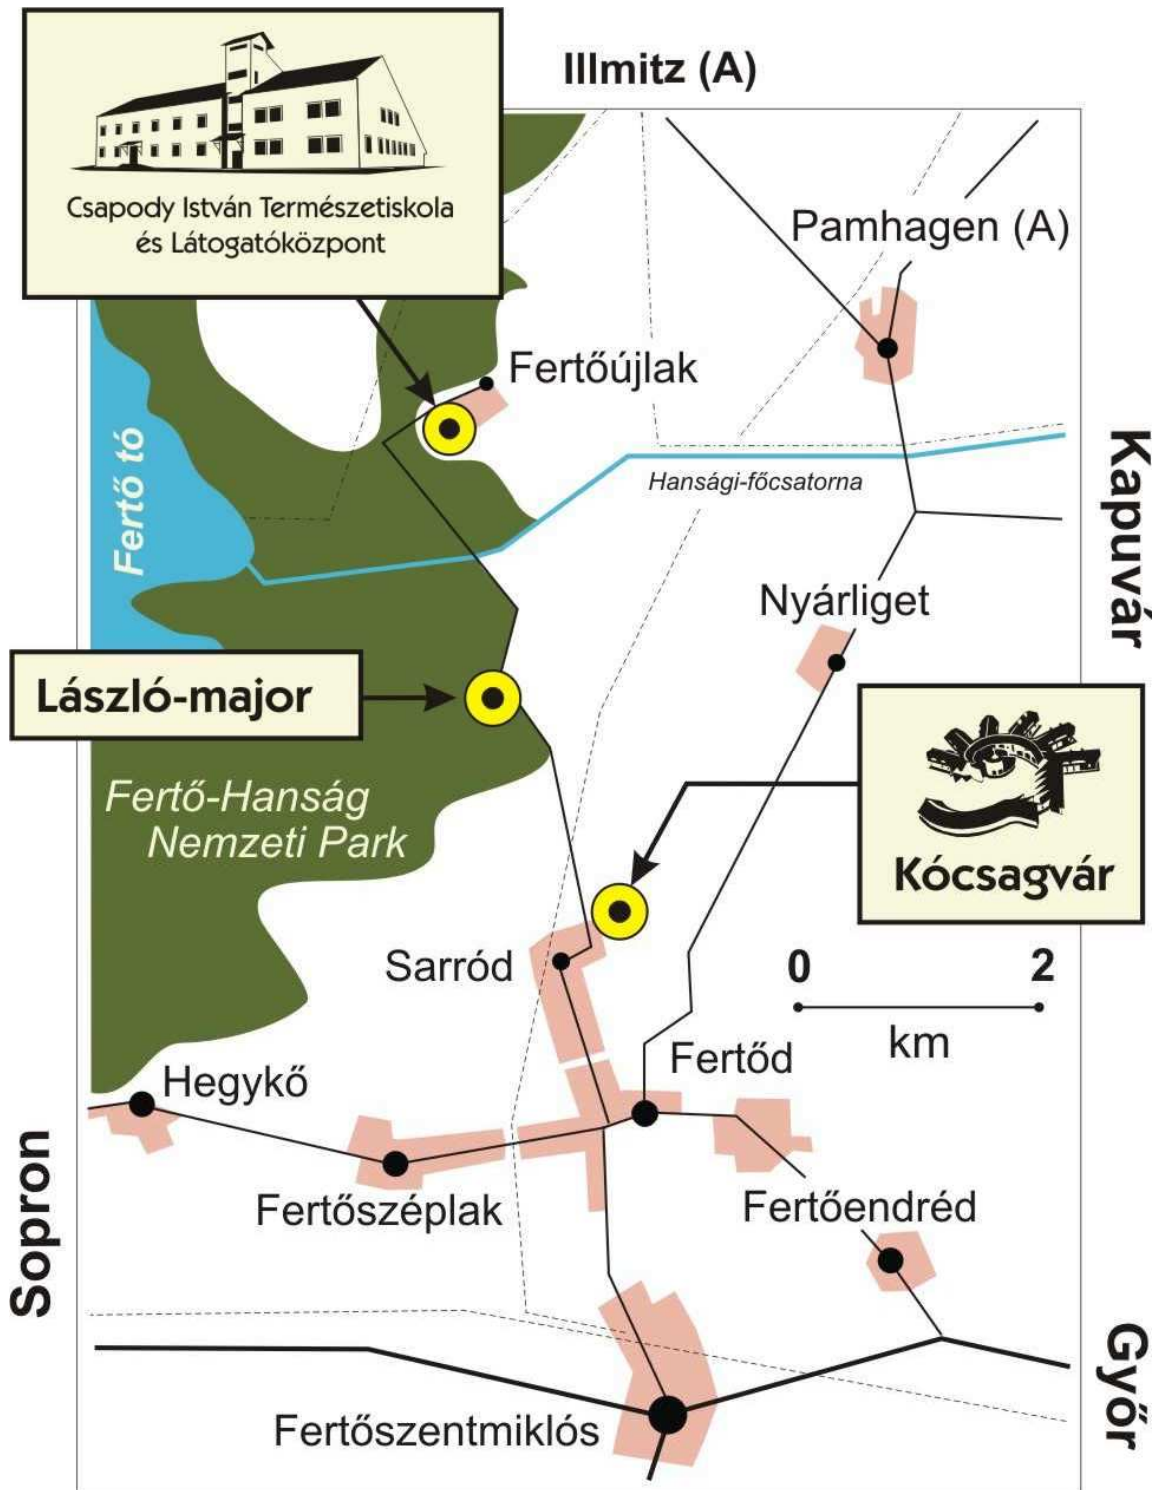 Illmitz (A)
Csapody István Természetiskola
és Látogatóközpont
Pamhagen (A)
Fertőújlak
Fertő tó
Hansági-főcsatorna
Kapuvár
Nyárliget
László-major
Fertő-Hanság
Nemzeti Park
Kócsagvár
Sarród
0 2
km
Fertőd
Hegykő
Sopron
Fertőszéplak
Fertőendréd
Győr
Fertőszentmiklós